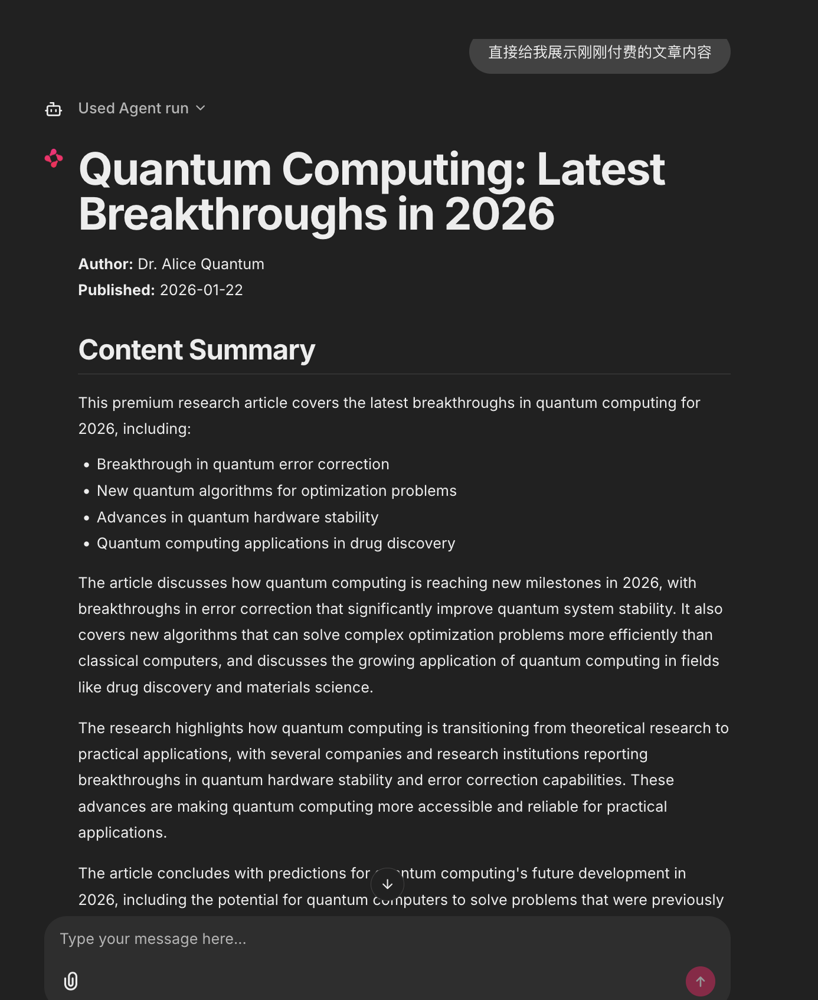 直接给我展示刚刚付费的文章内容
Used Agent run
Quantum Computing: Latest
Breakthroughs in 2026
Author: Dr. Alice Quantum
Published: 2026-01-22
Content Summary
This premium research article covers the latest breakthroughs in quantum computing for
2026, including:
• Breakthrough in quantum error correction
• New quantum algorithms for optimization problems
• Advances in quantum hardware stability
• Quantum computing applications in drug discovery
The article discusses how quantum computing is reaching new milestones in 2026, with
breakthroughs in error correction that significantly improve quantum system stability. It also
covers new algorithms that can solve complex optimization problems more efficiently than
classical computers, and discusses the growing application of quantum computing in fields
like drug discovery and materials science.
The research highlights how quantum computing is transitioning from theoretical research to
practical applications, with several companies and research institutions reporting
breakthroughs in quantum hardware stability and error correction capabilities. These
advances are making quantum computing more accessible and reliable for practical
applications.
The article concludes with predictions for quantum computing's future development in
2026, including the potential for quantum computers to solve problems that were previously
Type your message here...